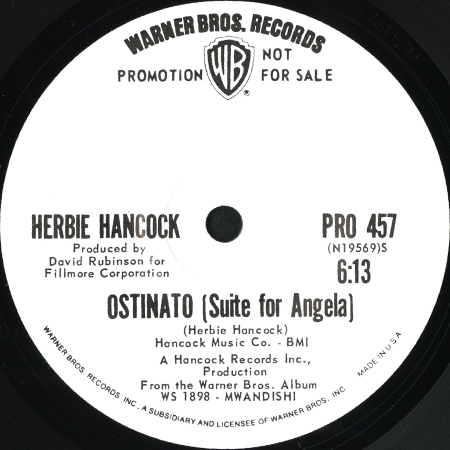 WARNER BROS. RECORDS
PROMOTION
NOT
FOR SALE
WB
®
HERBIE HANCOCK
Produced by
David Rubinson for
Fillmore Corporation
PRO 457
(N19569)S
6:13
OSTINATO (Suite for Angela)
(Herbie Hancock)
Hancock Music Co. - BMI
A Hancock Records Inc.,
Production
From the Warner Bros. Album
WS 1898 - MWANDISHI
WARNER BROS. RECORDS INC., A SUBSIDIARY AND LICENSEE OF WARNER BROS. INC.
MADE IN U.S.A.